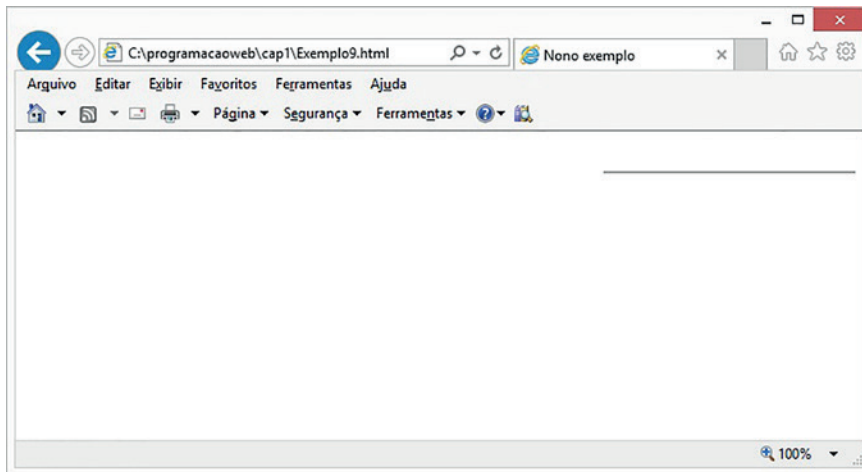 C:\programacaoweb\cap1\Exemplo9.html
Nono exemplo
Arquivo Editar Exibir Favoritos Ferramentas Ajuda
Página Segurança Ferramentas
100%